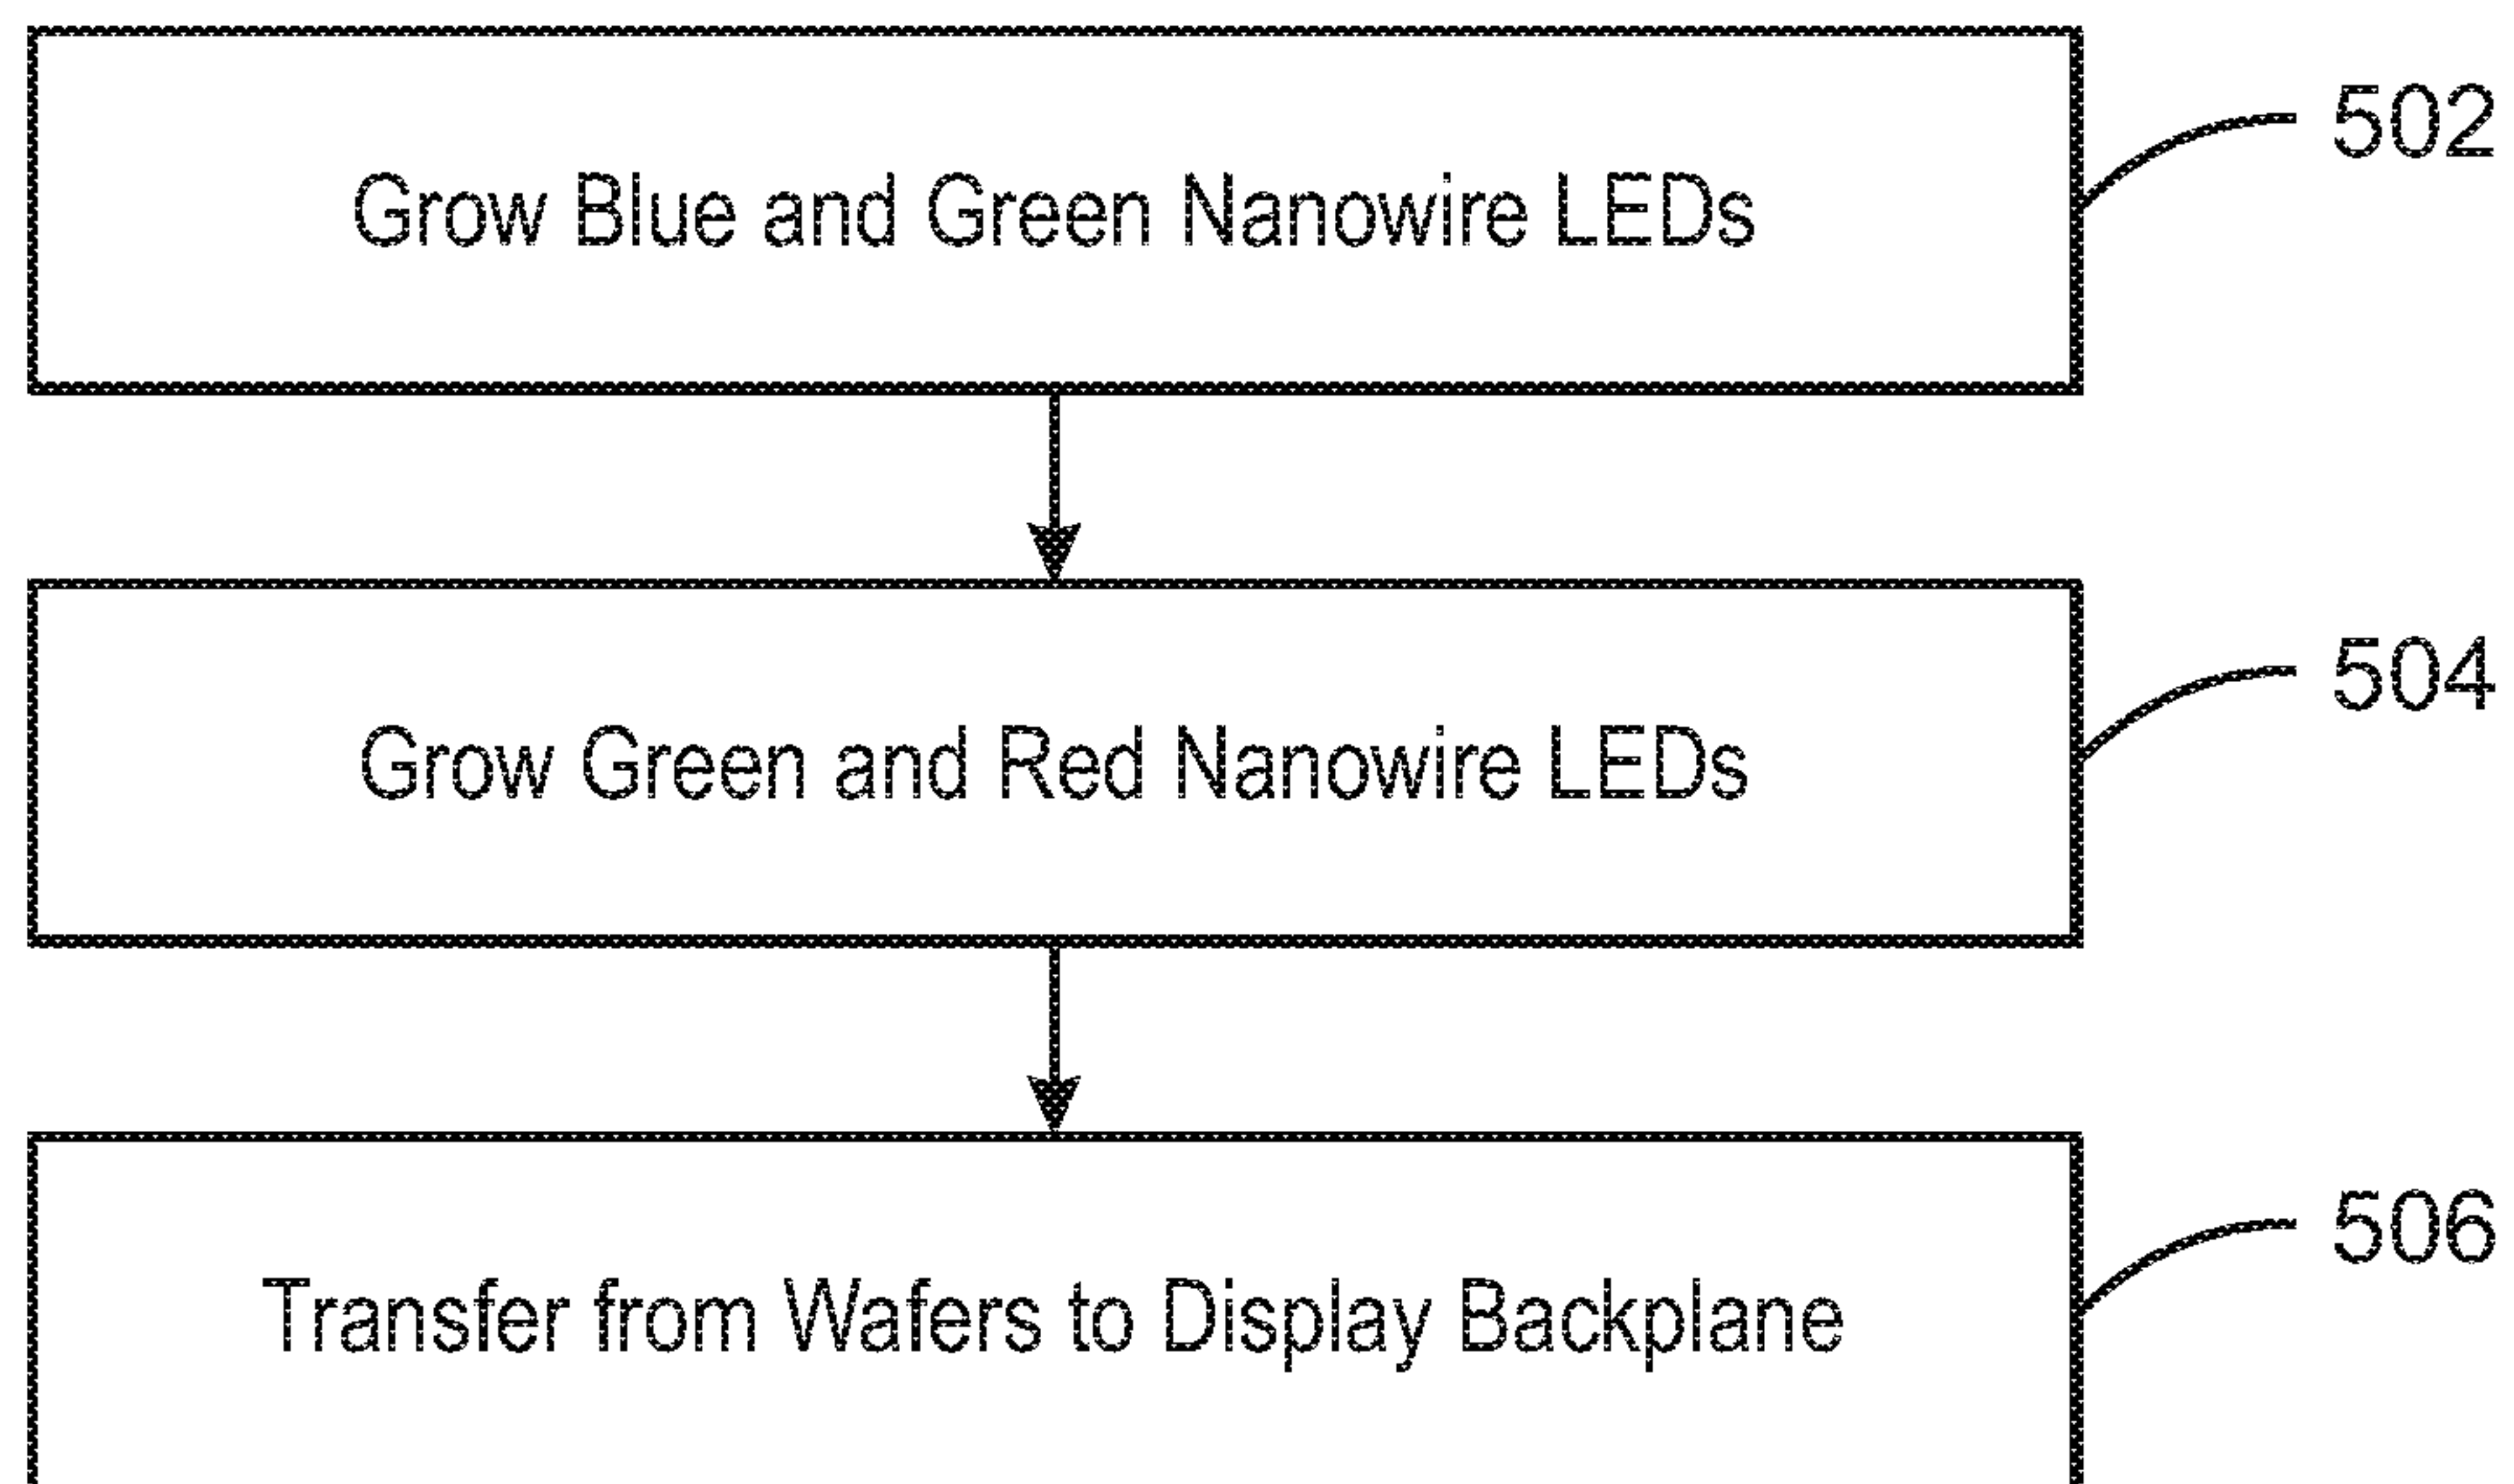 502
Grow Blue and Green Nanowire LEDs
504
Grow Green and Red Nanowire LEDs
506
Transfer from Wafers to Display Backplane